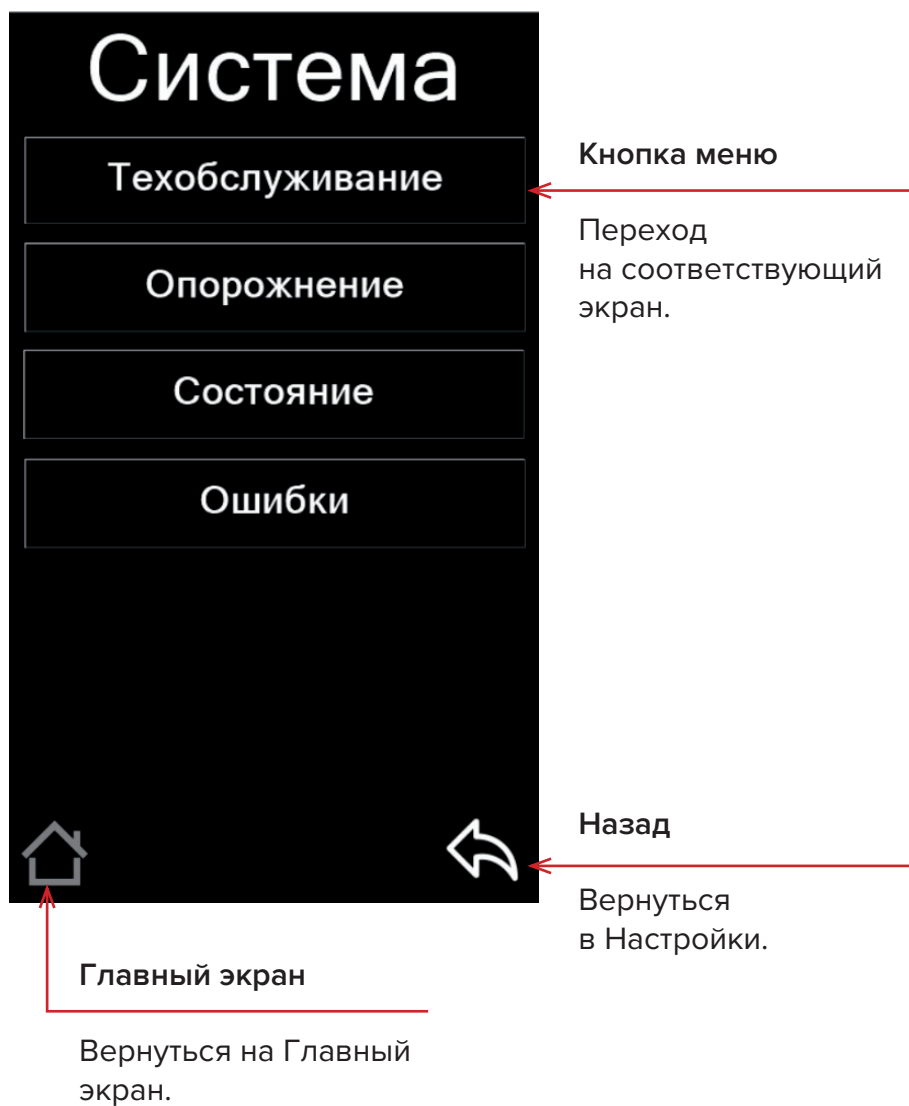 Система
Техобслуживание
Опорожнение
Состояние
Ошибки
Кнопка меню
Переход
на соответствующий
экран.
Назад
Вернуться
в Настройки.
Главный экран
Вернуться на Главный
экран.